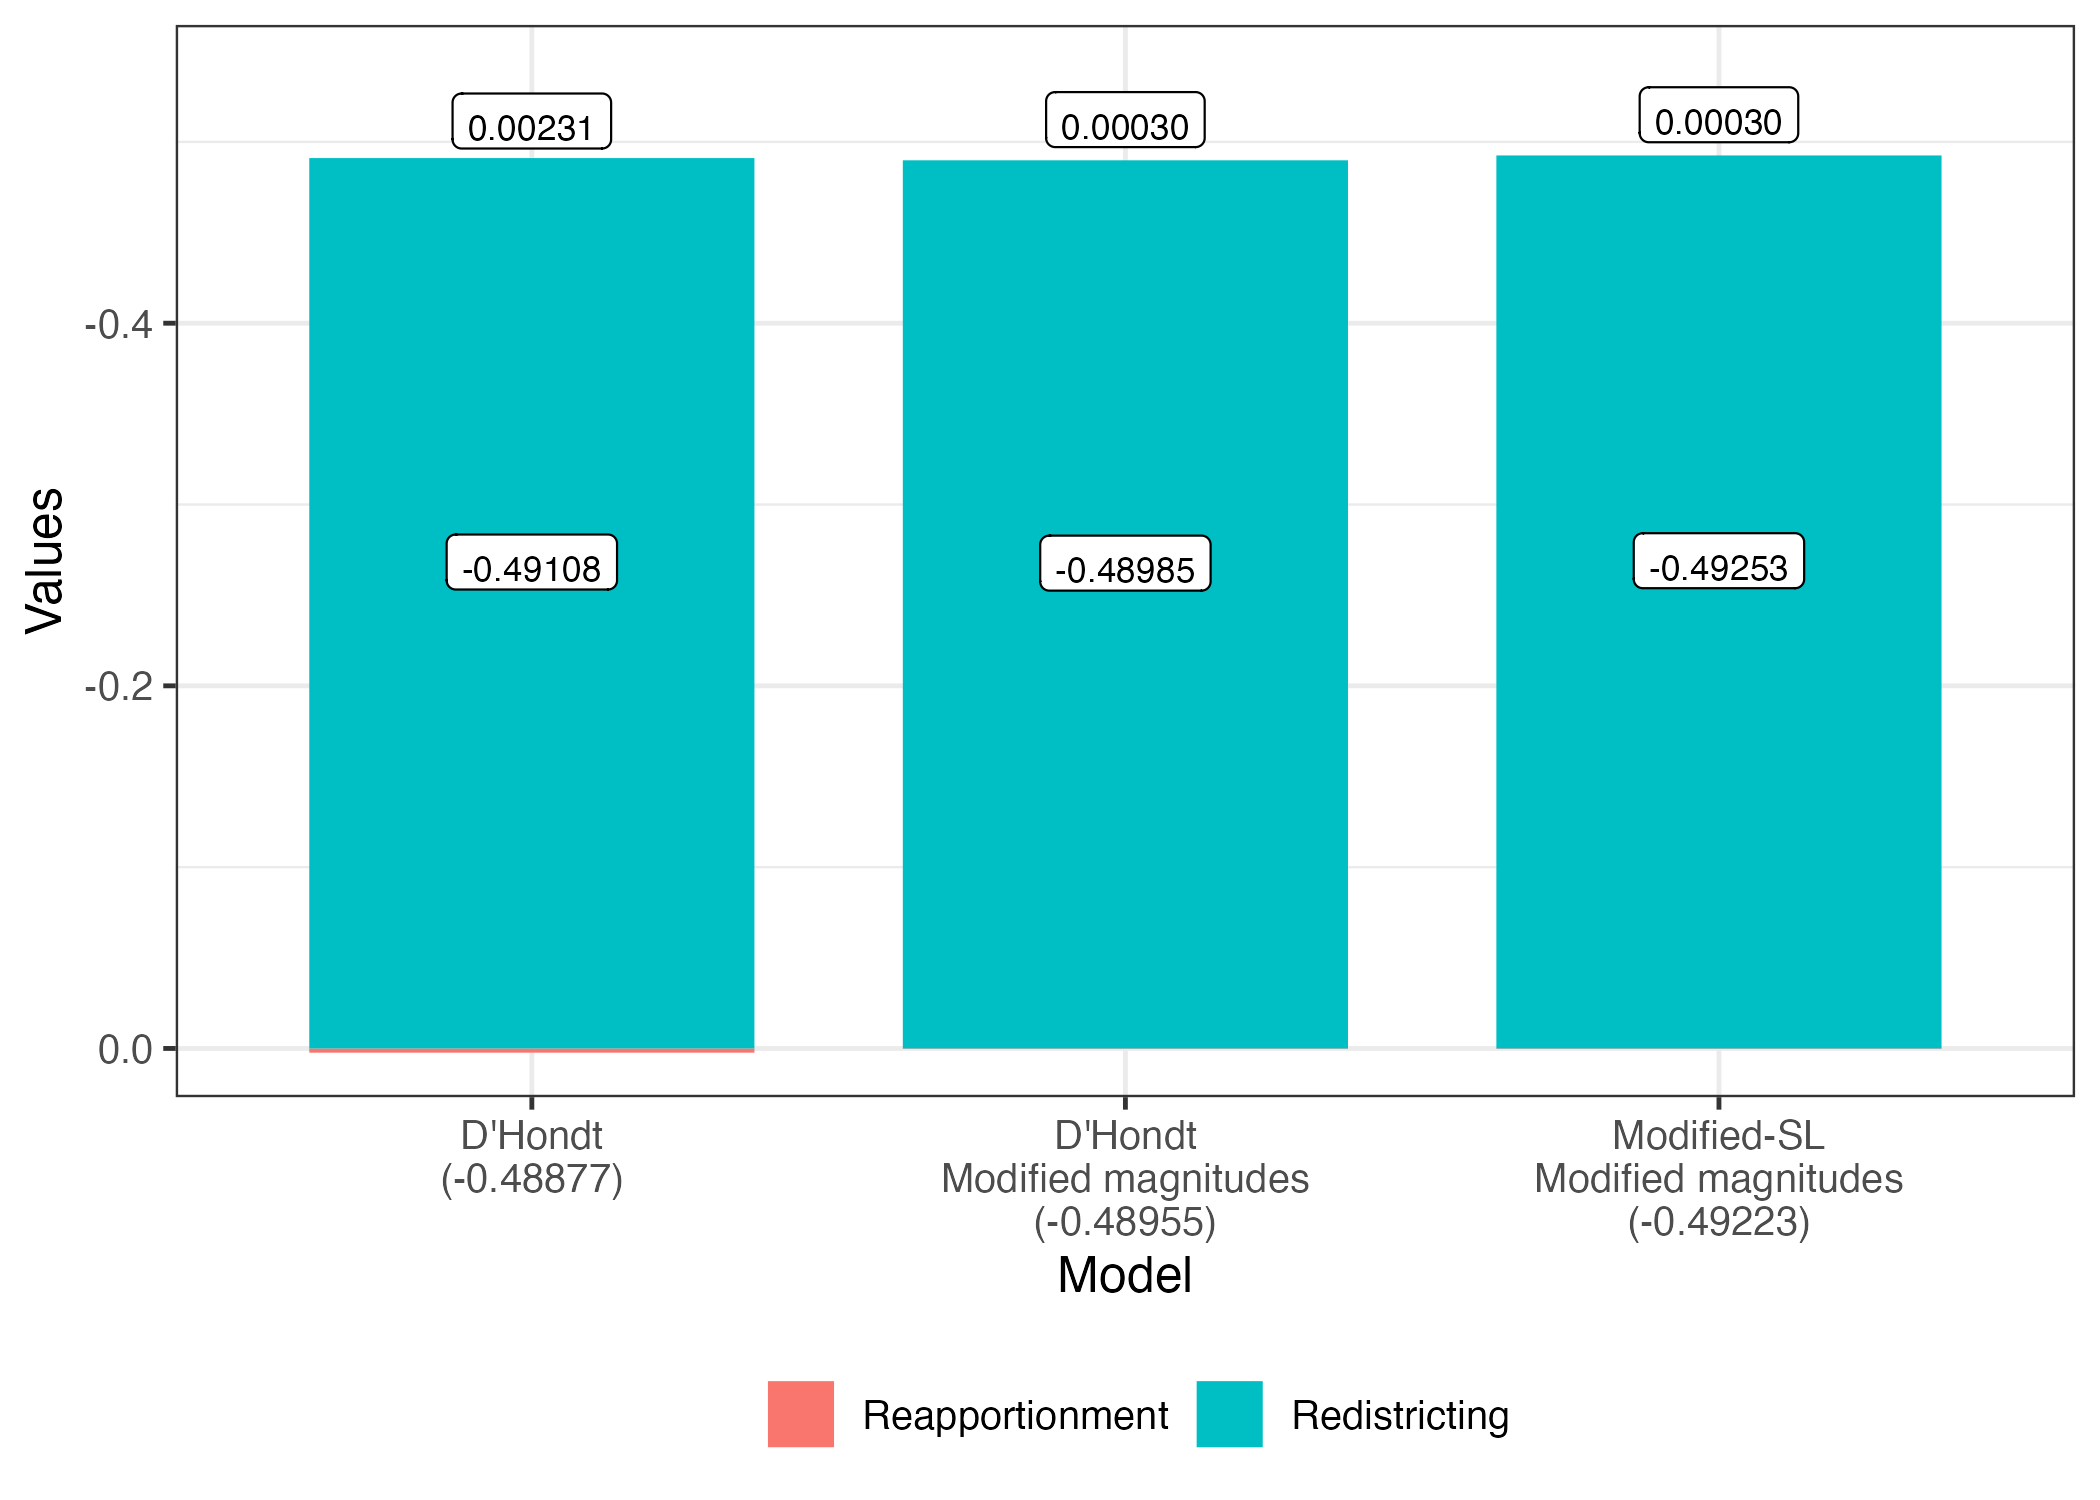 Values
-0.4
-0.2
0.0
0.00231
0.00030
0.00030
-0.49108
-0.48985
-0.49253
D'Hondt
(-0.48877)
D'Hondt
Modified magnitudes
(-0.48955)
Modified-SL
Modified magnitudes
(-0.49223)
Model
Reapportionment
Redistricting